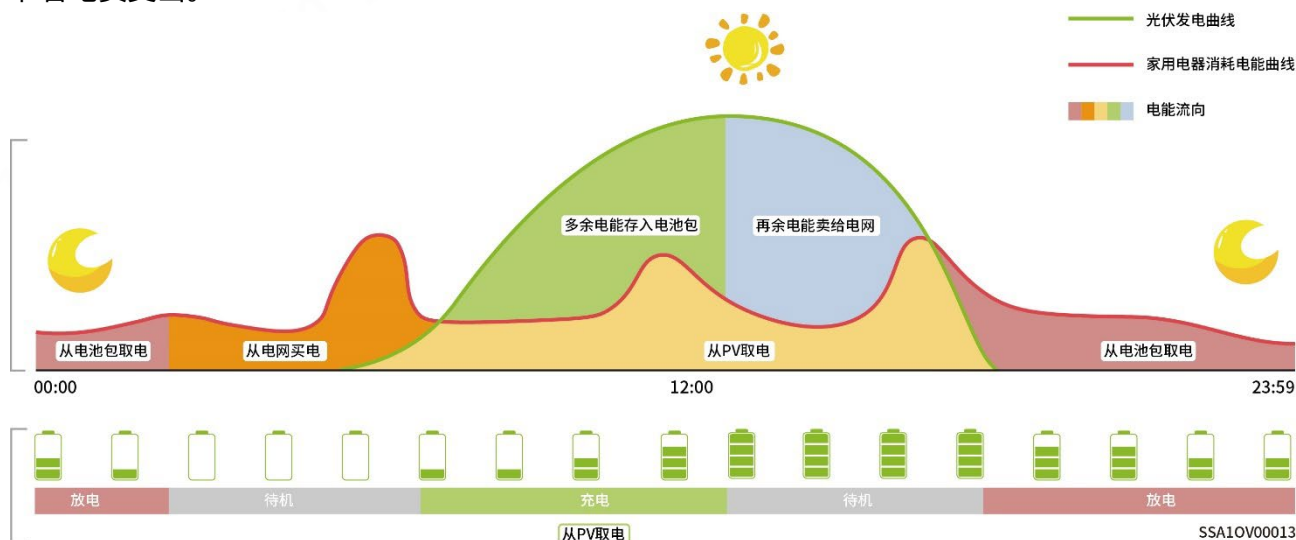 光伏发电曲线
家用电器消耗电能曲线
电能流向
多余电能存入电池包
再余电能卖给电网
从电池包取电
从电网买电
从PV取电
从电池包取电
00:00
12:00
23:59
放电
待机
充电
待机
放电
从PV取电
SSA1OV00013